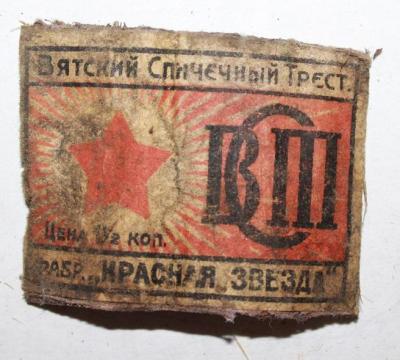 Вятский Спичечный Трест.
ВСТ
Цена 1½ коп.
ФАБР. „КРАСНАЯ ЗВЕЗДА“